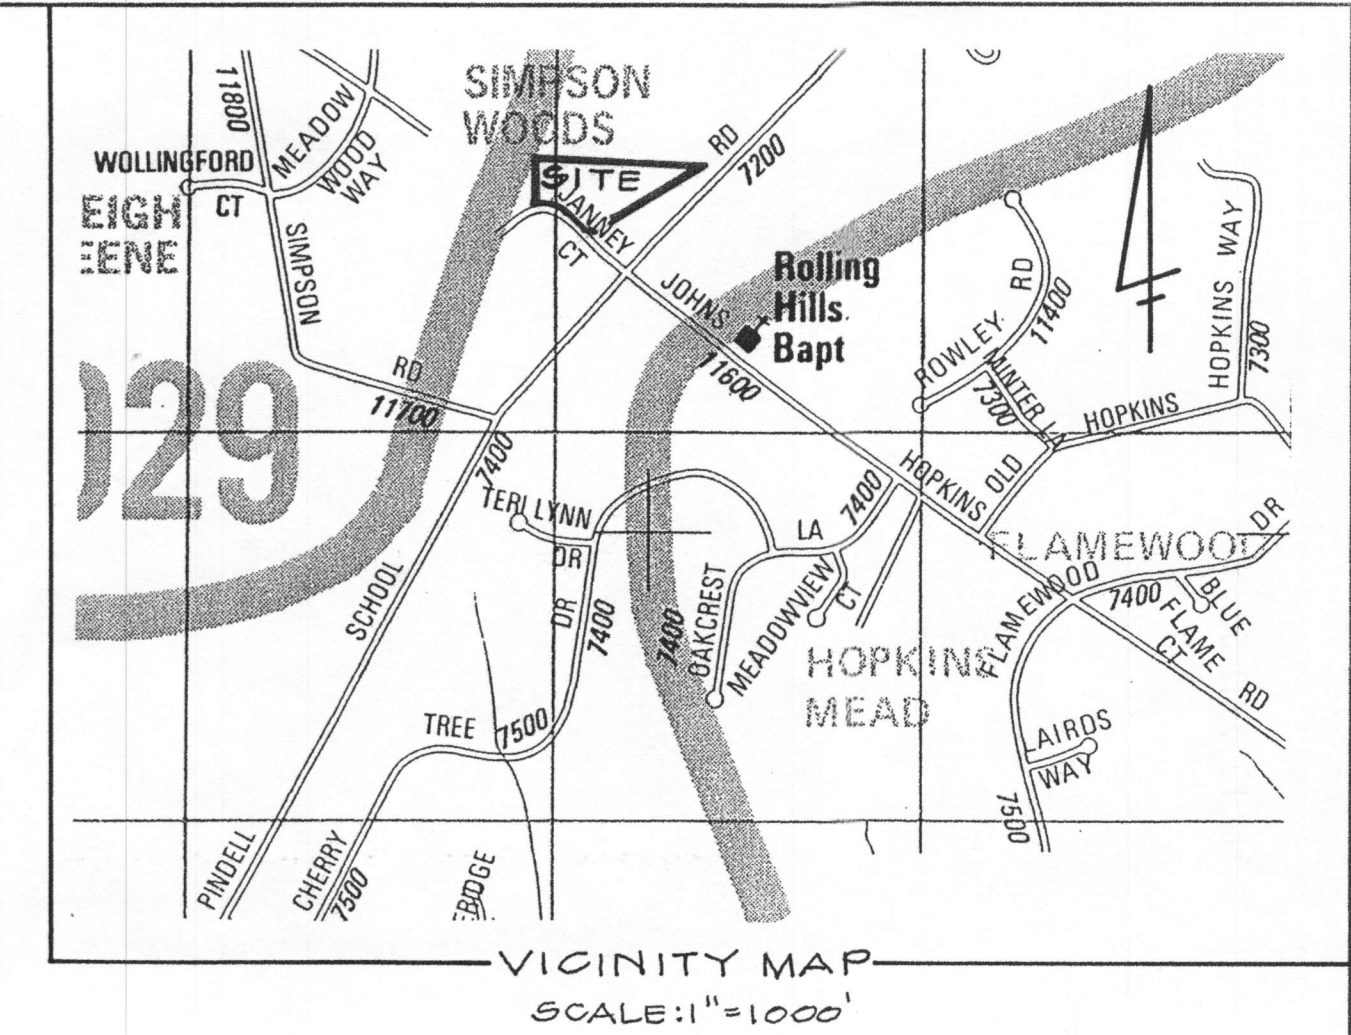 SIMPSON
WOODS
11800
MEADOW
WOOD
WAY
WOLLINGFORD
CT
EIGH
EENE
SIMPSON
RD
11700
SITE
JANNEY
CT
RD
7200
JOHNS
11600
Rolling
Hills
Bapt
ROWLEY
RD
11400
MINTER LA
7300
HOPKINS WAY
7300
HOPKINS
OLD
HOPKINS
029
7400
TERI LYNN
DR
SCHOOL
DR
7400
LA
7400
OAKCREST
7400
MEADOWVIEW
CT
HOPKINS
MEAD
FLAMEWOOD
DR
FLAMEWOOD
7400
BLUE
FLAME
CT
RD
LAIRDS
WAY
7500
TREE
7500
PINDELL
CHERRY
7500
VICINITY MAP
SCALE: 1" = 1000'